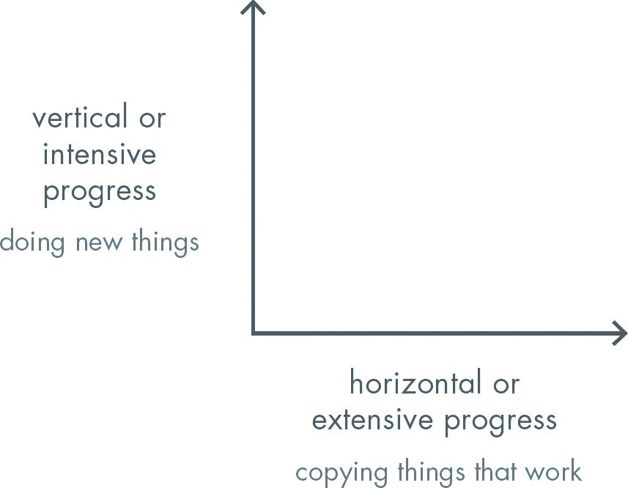 vertical or
intensive
progress
doing new things
horizontal or
extensive progress
copying things that work